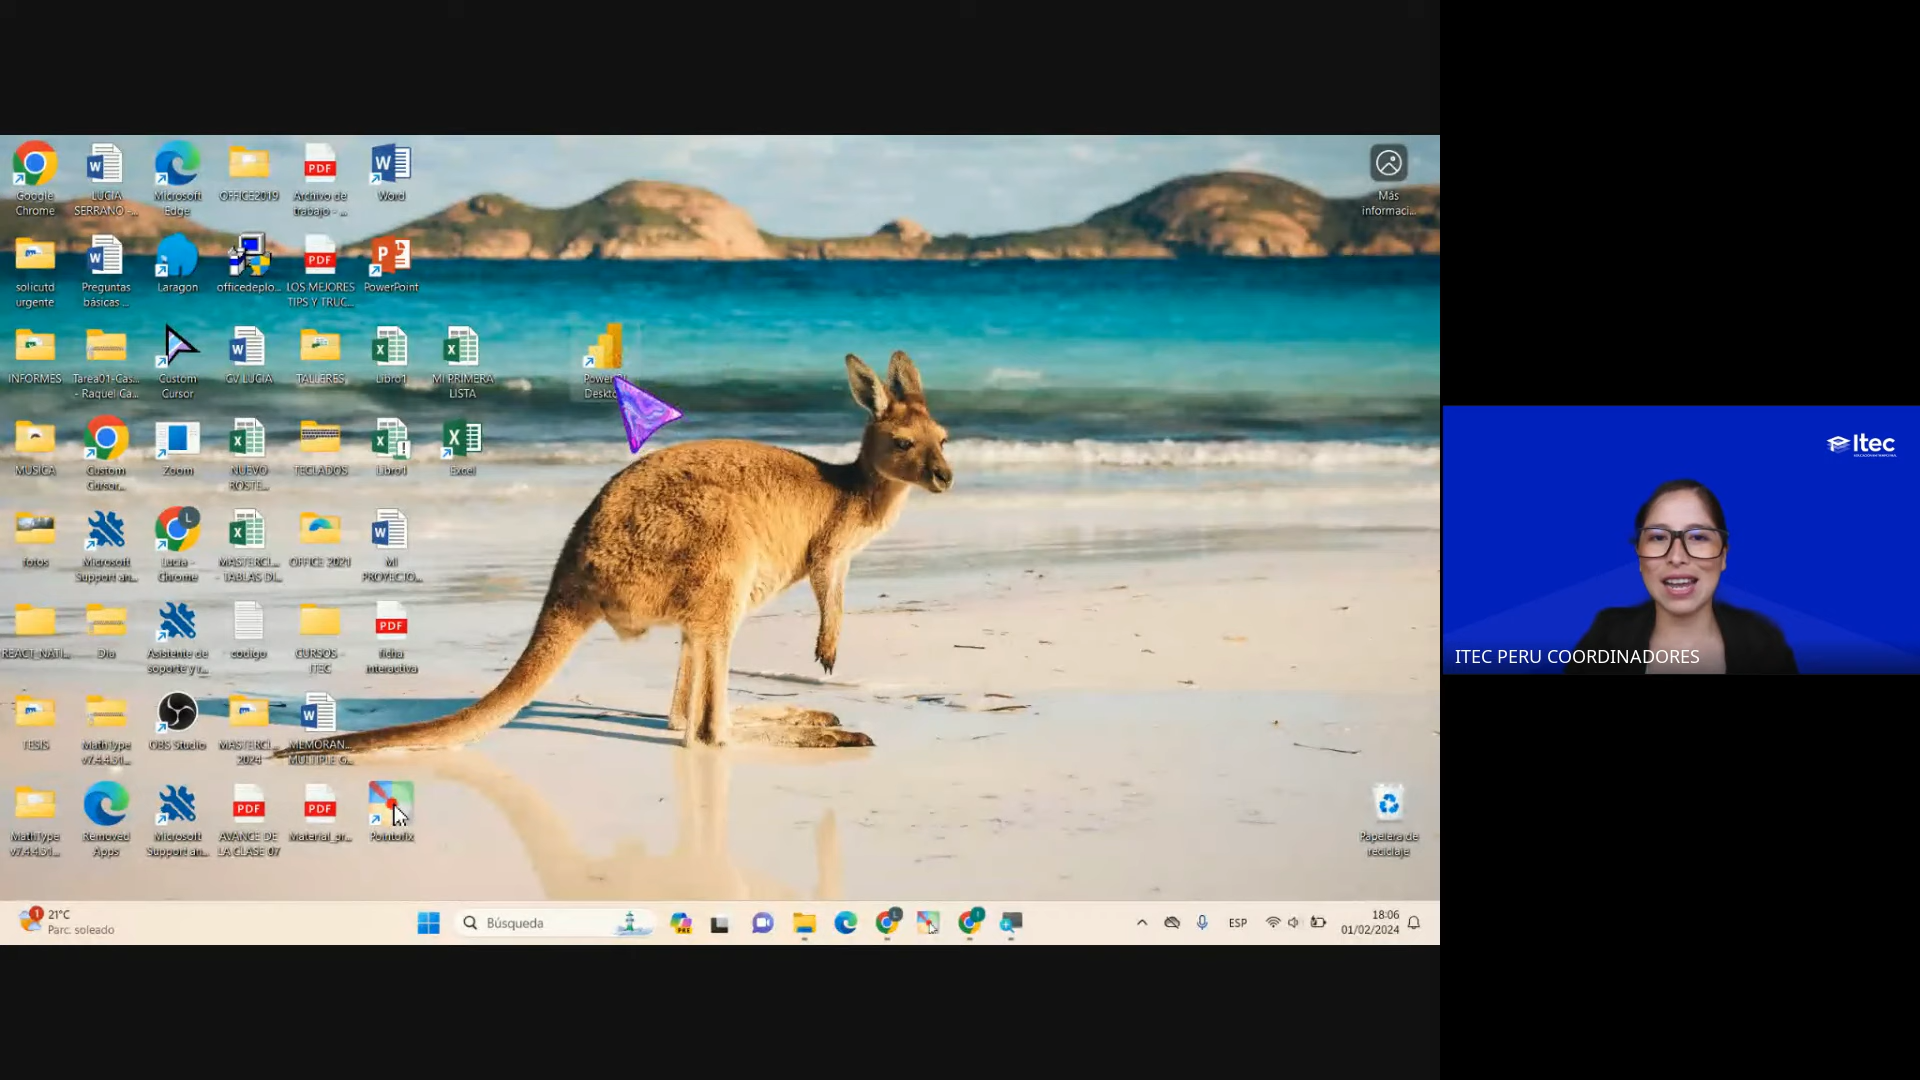 Google
Chrome
LUCIA
SERRANO -...
Microsoft
Edge
OFFICE2019
Archivo de
trabajo - ...
Word
Más
informaci...
solicutd
urgente
Preguntas
básicas ...
Laragon
officedeplo...
LOS MEJORES
TIPS Y TRUC...
PowerPoint
INFORMES
Tarea01-Cas...
- Raquel Ca...
Custom
Cursor
CV LUCIA
TALLERES
Libro1
MI PRIMERA
LISTA
MUSICA
Custom
Cursor...
Zoom
NUEVO
ROSTE...
TECLADOS
Libro1
Excel
Itec
fotos
Microsoft
Support an...
Lucia -
Chrome
MASTERCL...
- TABLAS DI...
OFFICE 2021
MI
PROYECTO...
REACT_NATI...
Dia
Asistente de
soporte y r...
codigo
CURSOS -
ITEC
PDF
ficha
interactiva
ITEC PERU COORDINADORES
TESIS
MathType
v7.4.4.51...
OBS Studio
MASTERCL...
2024
MEMORAN...
MULTIPLE 0...
MathType
v7.4.4.51...
Removed
Apps
Microsoft
Support an...
PDF
AVANCE DE
LA CLASE 07
PDF
Material_pr...
Pointofix
Papelera de
reciclaje
21°C
Parc. soleado
Búsqueda
ESP
18:06
01/02/2024